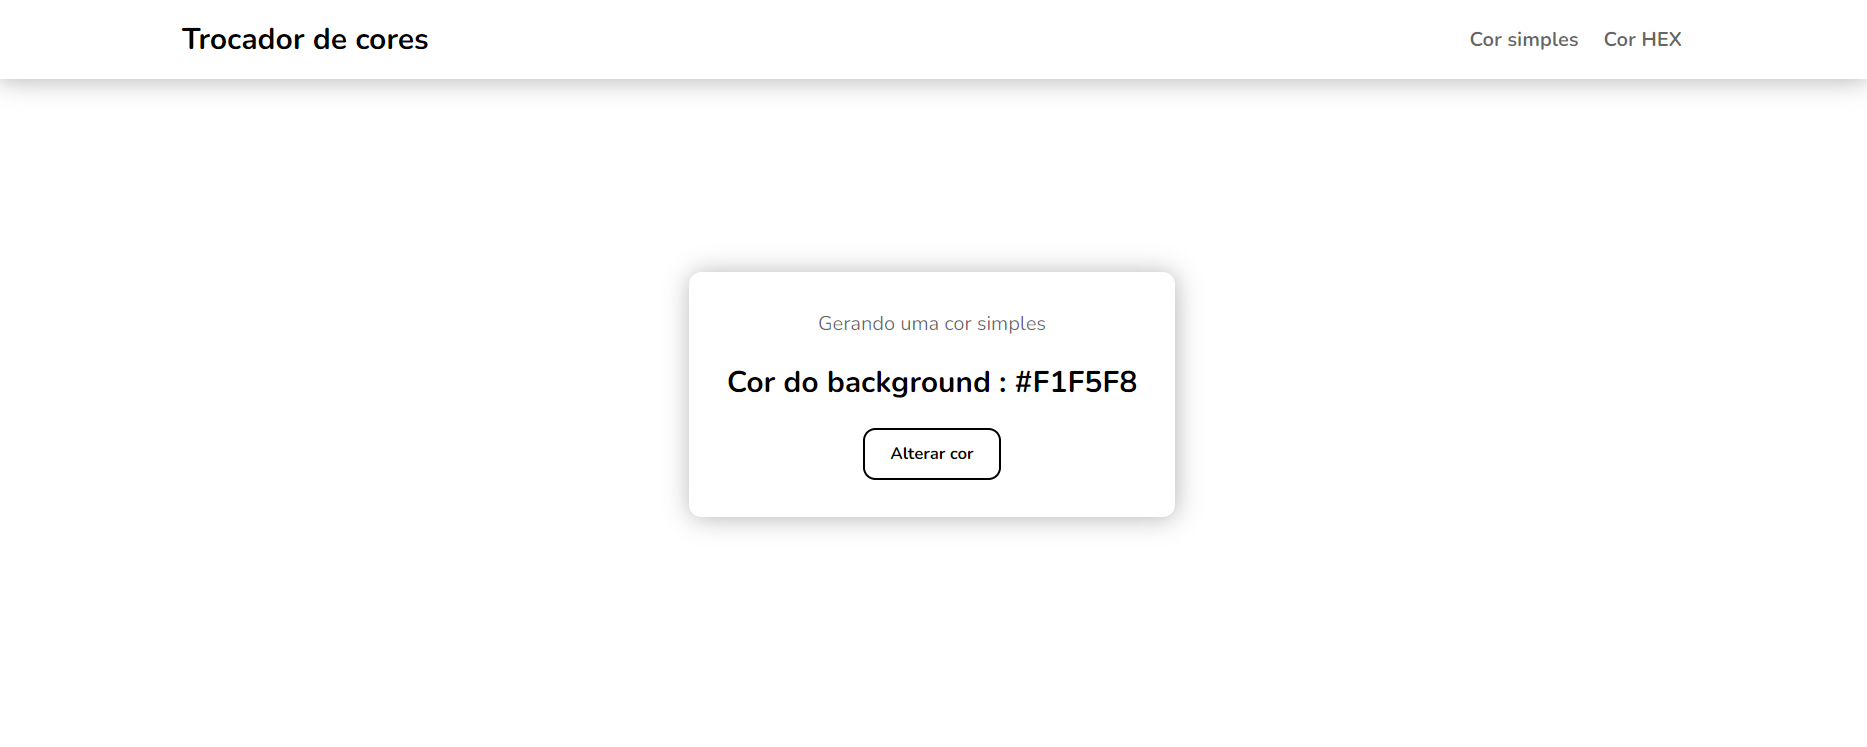 Trocador de cores
Cor simples
Cor HEX
Gerando uma cor simples
Cor do background : #F1F5F8
Alterar cor